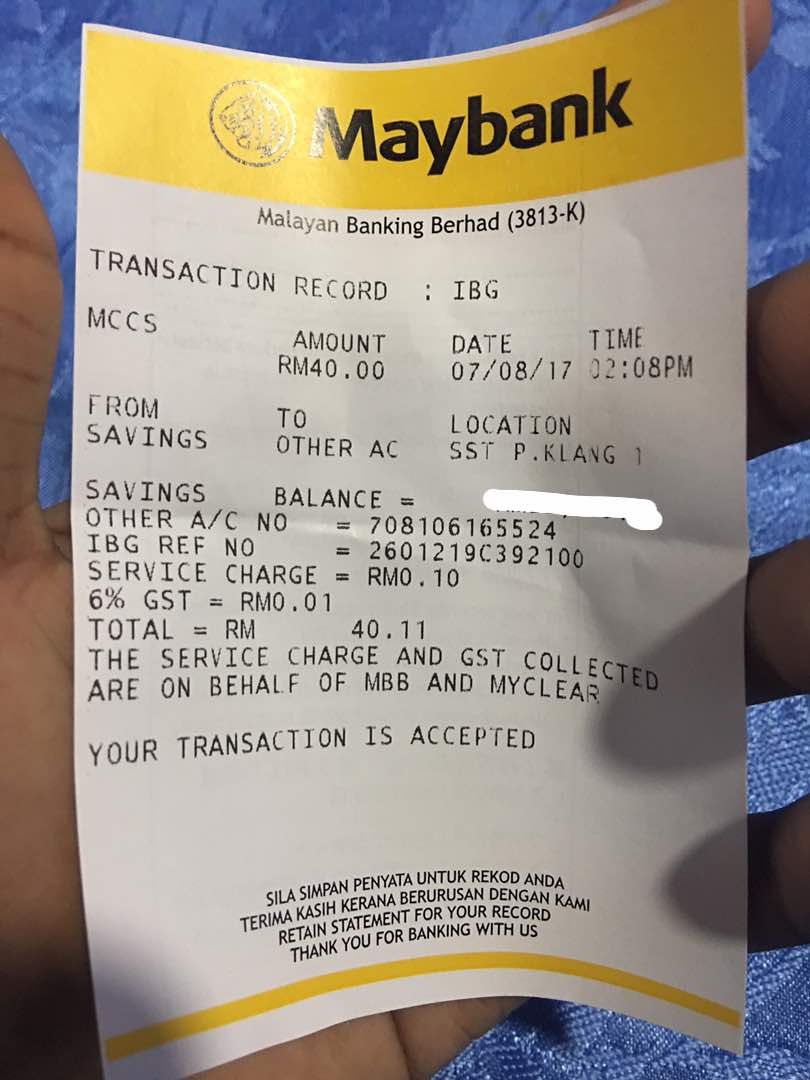 Maybank
Malayan Banking Berhad (3813-K)
TRANSACTION RECORD : IBG
MCCS
AMOUNT DATE TIME
RM40.00 07/08/17 02:08PM
FROM TO LOCATION
SAVINGS OTHER AC SST P.KLANG 1
SAVINGS BALANCE =
OTHER A/C NO = 708106165524
IBG REF NO = 2601219C392100
SERVICE CHARGE = RM0.10
6% GST = RM0.01
TOTAL = RM 40.11
THE SERVICE CHARGE AND GST COLLECTED
ARE ON BEHALF OF MBB AND MYCLEAR
YOUR TRANSACTION IS ACCEPTED
SILA SIMPAN PENYATA UNTUK REKOD ANDA
TERIMA KASIH KERANA BERURUSAN DENGAN KAMI
RETAIN STATEMENT FOR YOUR RECORD
THANK YOU FOR BANKING WITH US